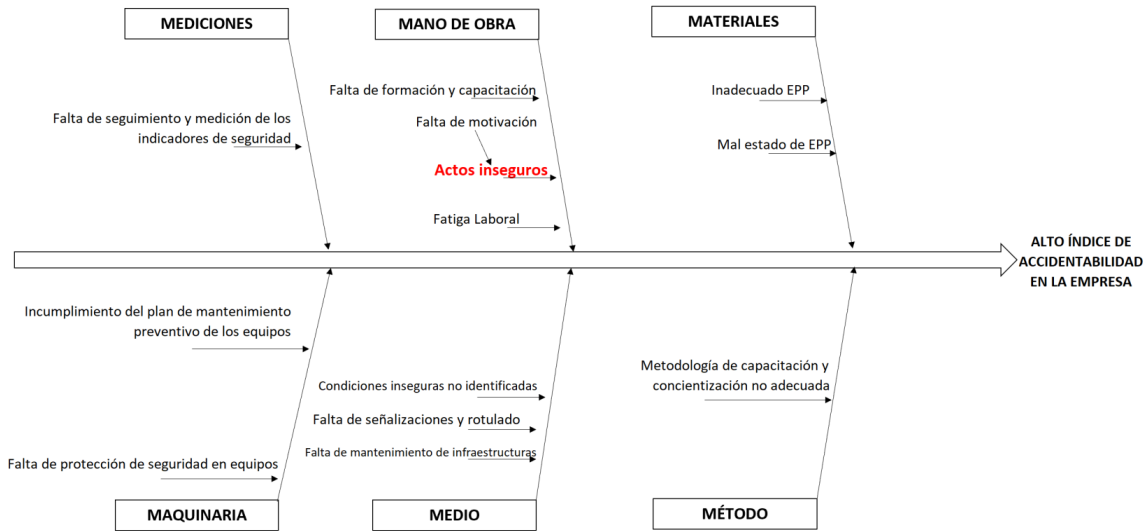 MEDICIONES
MANO DE OBRA
MATERIALES
Falta de seguimiento y medición de los
indicadores de seguridad
Falta de formación y capacitación
Falta de motivación
Actos inseguros
Fatiga Laboral
Inadecuado EPP
Mal estado de EPP
ALTO ÍNDICE DE
ACCIDENTABILIDAD
EN LA EMPRESA
Incumplimiento del plan de mantenimiento
preventivo de los equipos
Falta de protección de seguridad en equipos
Condiciones inseguras no identificadas
Falta de señalizaciones y rotulado
Falta de mantenimiento de infraestructuras
Metodología de capacitación y
concientización no adecuada
MAQUINARIA
MEDIO
MÉTODO